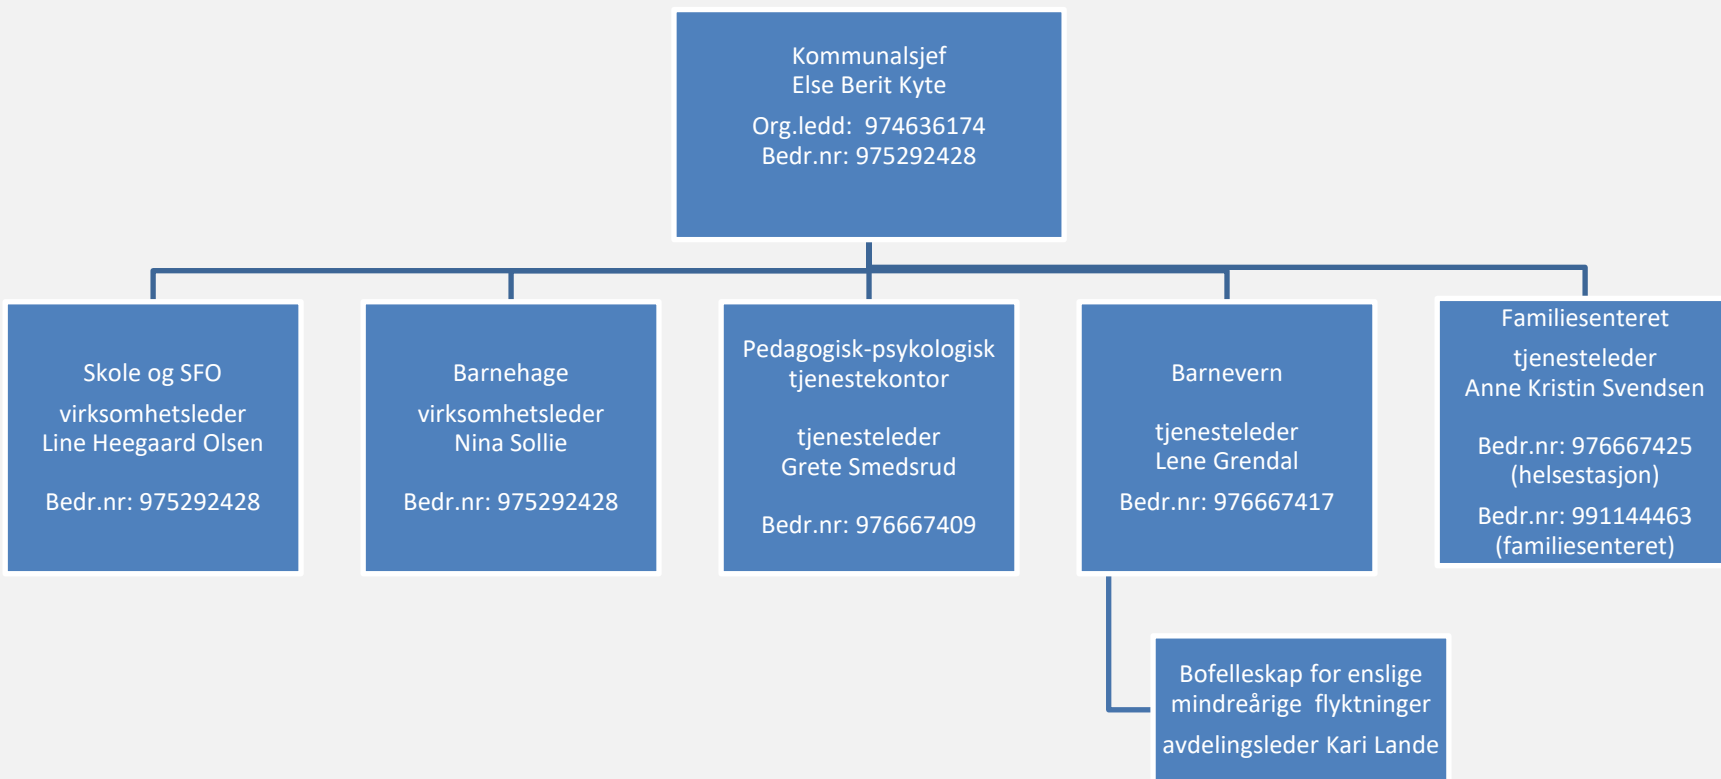 Kommunalsjef
Else Berit Kyte
Org.ledd:  974636174
Bedr.nr: 975292428
Skole og SFO
virksomhetsleder
Line Heegaard Olsen
Bedr.nr: 975292428
Barnehage
virksomhetsleder
Nina Sollie
Bedr.nr: 975292428
Pedagogisk-psykologisk
tjenestekontor
tjenesteleder
Grete Smedsrud
Bedr.nr: 976667409
Barnevern
tjenesteleder
Lene Grendal
Bedr.nr: 976667417
Familiesenteret
tjenesteleder
Anne Kristin Svendsen
Bedr.nr: 976667425
(helsestasjon)
Bedr.nr: 991144463
(familiesenteret)
Bofelleskap for enslige
mindreårige  flyktninger
avdelingsleder Kari Lande